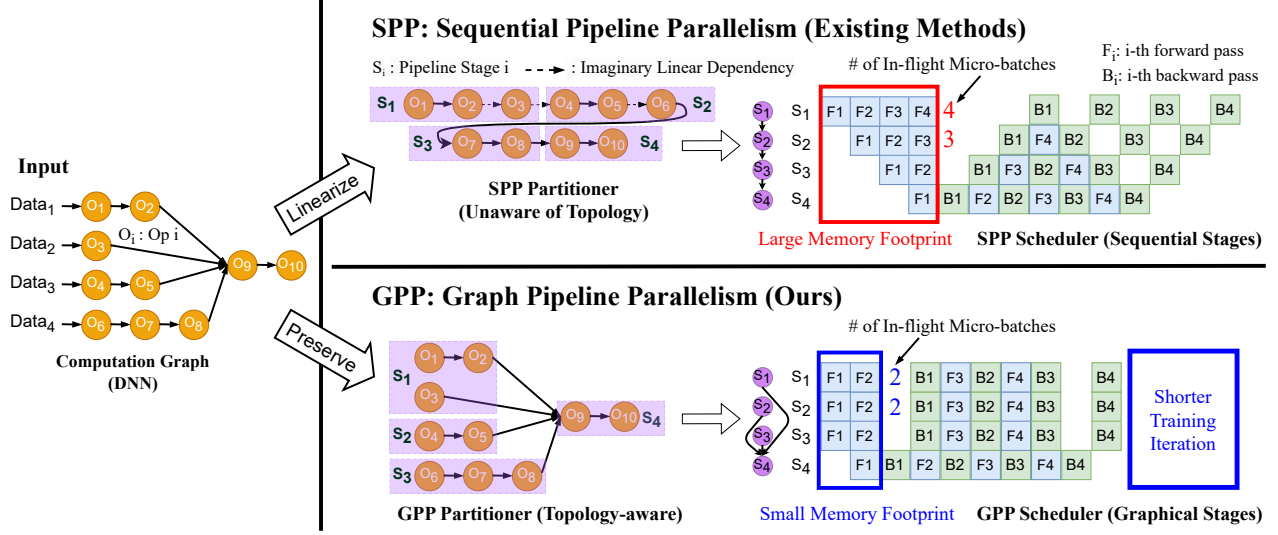 Input
Data1
O1 O2
Data2
O3
Oi : Op i
Data3
O4 O5
O9 O10
Data4
O6 O7 O8
Computation Graph
(DNN)
Linearize
Preserve
SPP: Sequential Pipeline Parallelism (Existing Methods)
Si : Pipeline Stage i : Imaginary Linear Dependency
S1 O1 O2 O3 O4 O5 O6 S2
S3 O7 O8 O9 O10 S4
SPP Partitioner
(Unaware of Topology)
# of In-flight Micro-batches
Fi: i-th forward pass
Bi: i-th backward pass
S1 S1 F1 F2 F3 F4 4 B1 B2 B3 B4
S2 S2 F1 F2 F3 3 B1 F4 B2 B3 B4
S3 S3 F1 F2 B1 F3 B2 F4 B3 B4
S4 S4 F1 B1 F2 B2 F3 B3 F4 B4
Large Memory Footprint
SPP Scheduler (Sequential Stages)
GPP: Graph Pipeline Parallelism (Ours)
S1 O1 O2
O3
S2 O4 O5
O9 O10 S4
S3 O6 O7 O8
GPP Partitioner (Topology-aware)
# of In-flight Micro-batches
S1 S1 F1 F2 2 B1 F3 B2 F4 B3 B4
S2 S2 F1 F2 2 B1 F3 B2 F4 B3 B4
S3 S3 F1 F2 B1 F3 B2 F4 B3 B4
S4 S4 F1 B1 F2 B2 F3 B3 F4 B4
Shorter
Training
Iteration
Small Memory Footprint
GPP Scheduler (Graphical Stages)